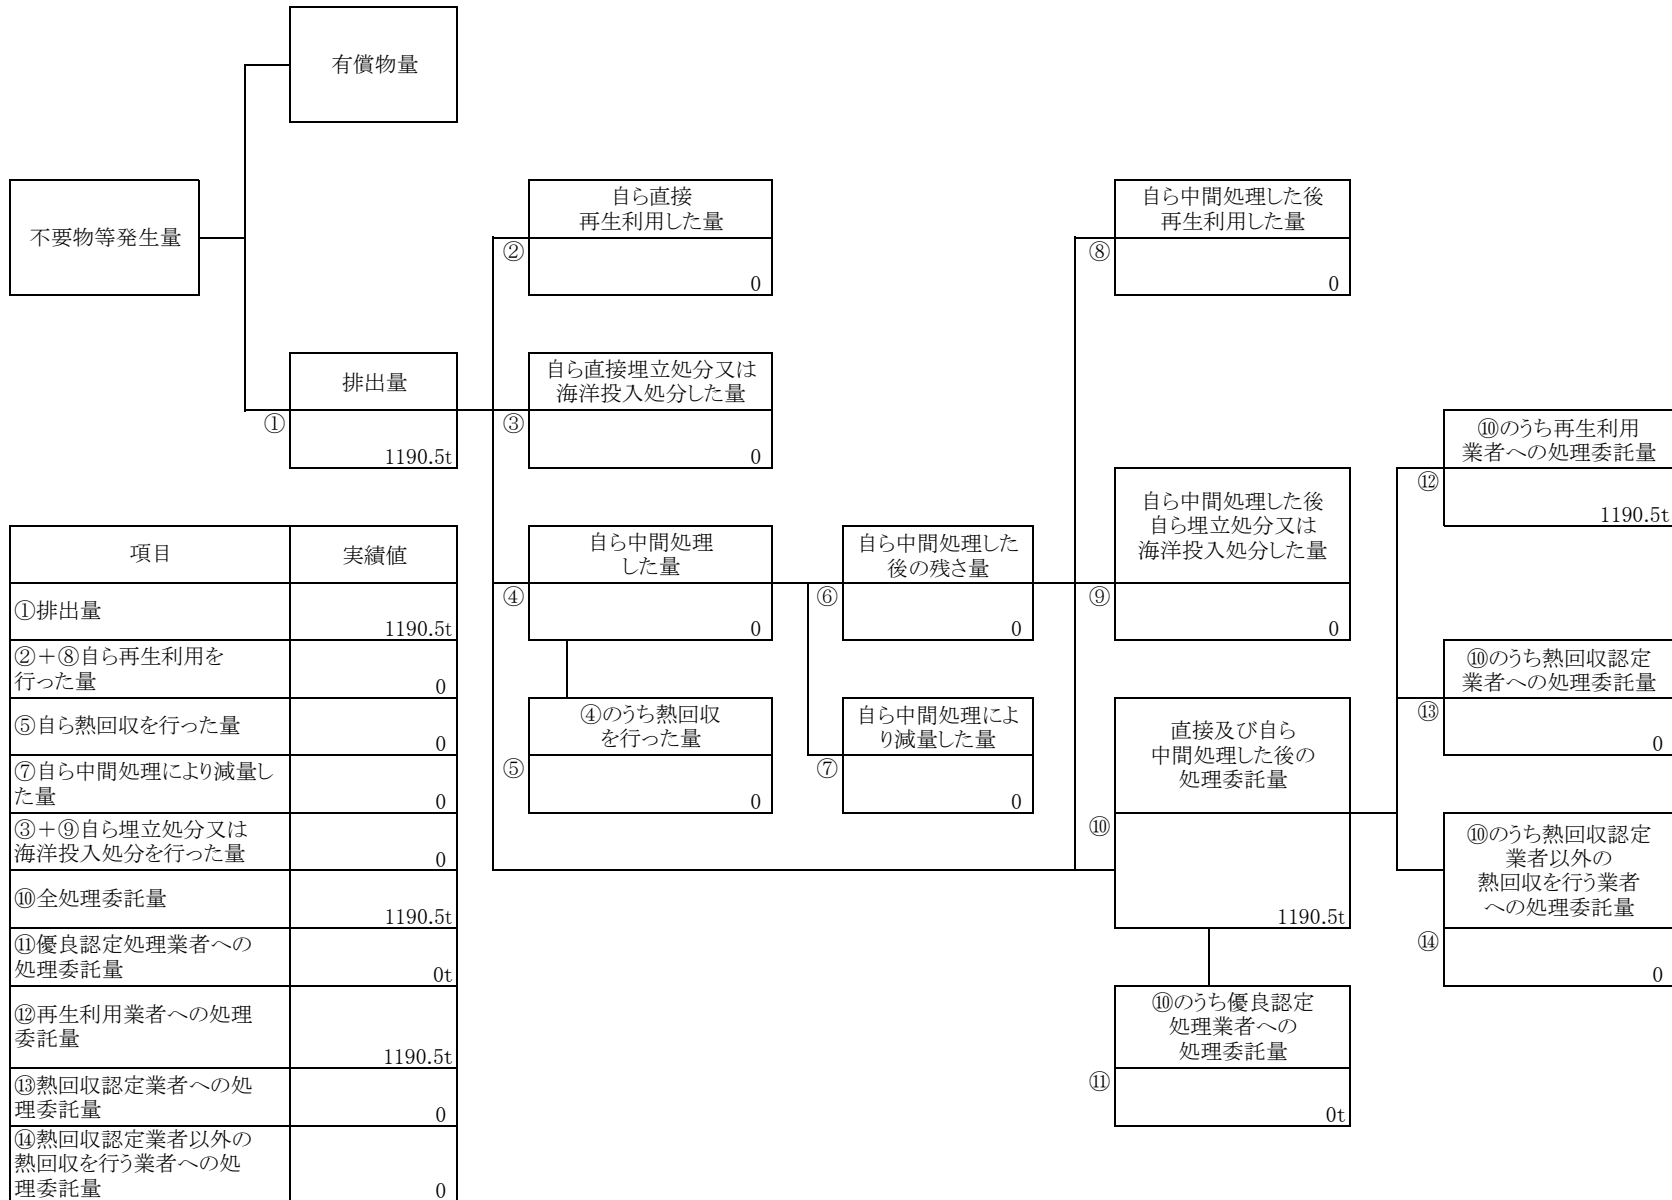 有償物量
不要物等発生量
自ら直接
再生利用した量
②
0
自ら中間処理した後
再生利用した量
⑧
0
排出量
①
1190.5t
自ら直接埋立処分又は
海洋投入処分した量
③
0
⑩のうち再生利用
業者への処理委託量
⑫
1190.5t
自ら中間処理
した量
④
0
自ら中間処理した
後の残さ量
⑥
0
自ら中間処理した後
自ら埋立処分又は
海洋投入処分した量
⑨
0
⑩のうち熱回収認定
業者への処理委託量
⑬
0
④のうち熱回収
を行った量
⑤
0
自ら中間処理によ
り減量した量
⑦
0
直接及び自ら
中間処理した後の
処理委託量
⑩
1190.5t
⑩のうち熱回収認定
業者以外の
熱回収を行う業者
への処理委託量
⑭
0
⑩のうち優良認定
処理業者への
処理委託量
⑪
0t
項目 実績値
①排出量
1190.5t
②＋⑧自ら再生利用を
行った量
0
⑤自ら熱回収を行った量
0
⑦自ら中間処理により減量し
た量
0
③＋⑨自ら埋立処分又は
海洋投入処分を行った量
0
⑩全処理委託量
1190.5t
⑪優良認定処理業者への
処理委託量
0t
⑫再生利用業者への処理
委託量
1190.5t
⑬熱回収認定業者への処
理委託量
0
⑭熱回収認定業者以外の
熱回収を行う業者への処
理委託量
0